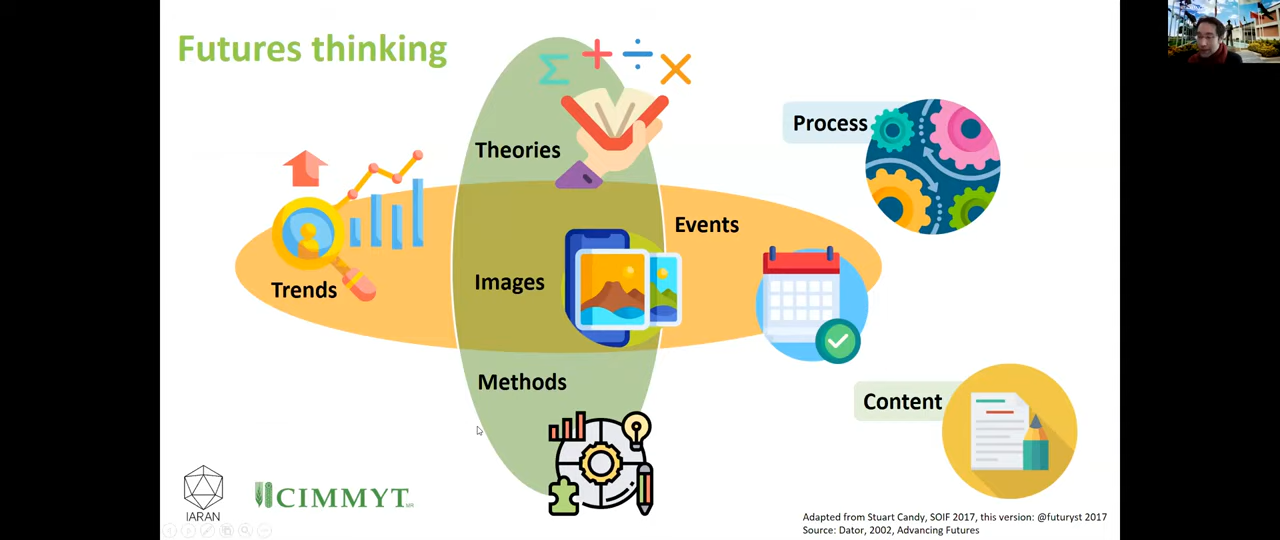 Futures thinking
Theories
Process
Events
Images
Trends
Methods
Content
IARAN
CIMMYT
Adapted from Stuart Candy, SOIF 2017, this version: @futuryst 2017
Source: Dator, 2002, Advancing Futures